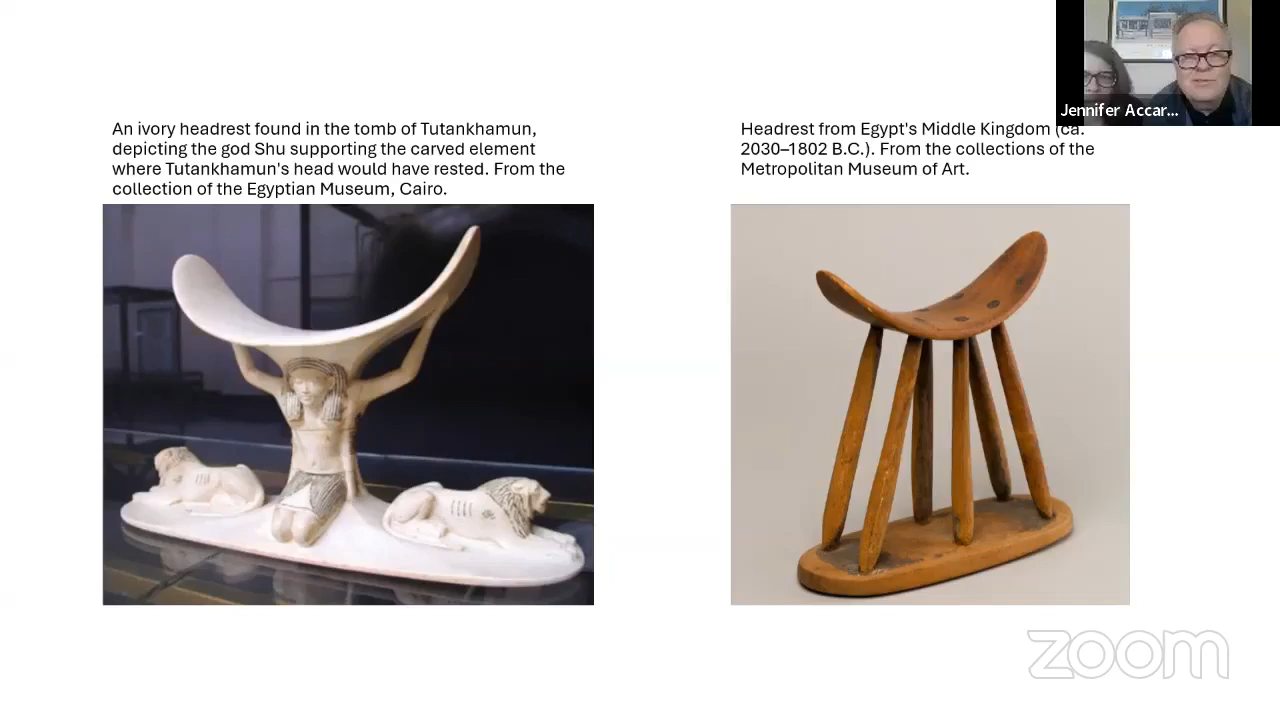 Jennifer Accar...
An ivory headrest found in the tomb of Tutankhamun,
depicting the god Shu supporting the carved element
where Tutankhamun's head would have rested. From the
collection of the Egyptian Museum, Cairo.
Headrest from Egypt's Middle Kingdom (ca.
2030–1802 B.C.). From the collections of the
Metropolitan Museum of Art.
zoom